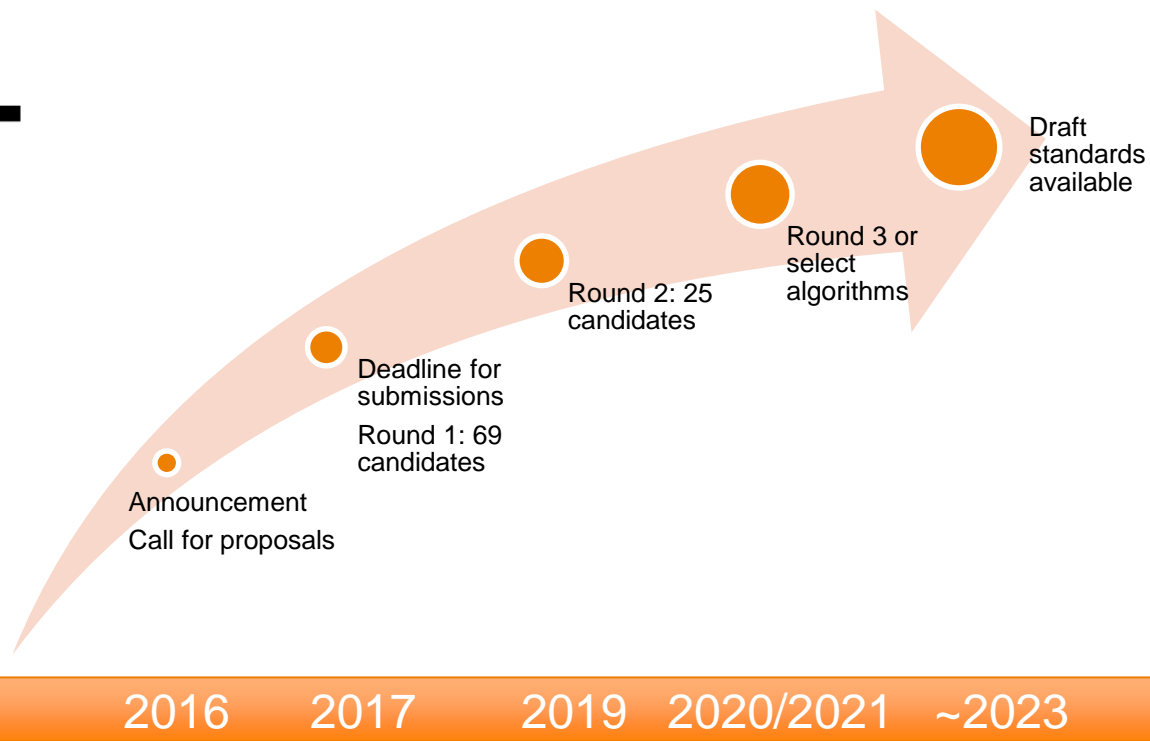 Draft
standards
available
Round 3 or
select
algorithms
Round 2: 25
candidates
Deadline for
submissions
Round 1: 69
candidates
Announcement
Call for proposals
2016 2017 2019 2020/2021 ~2023